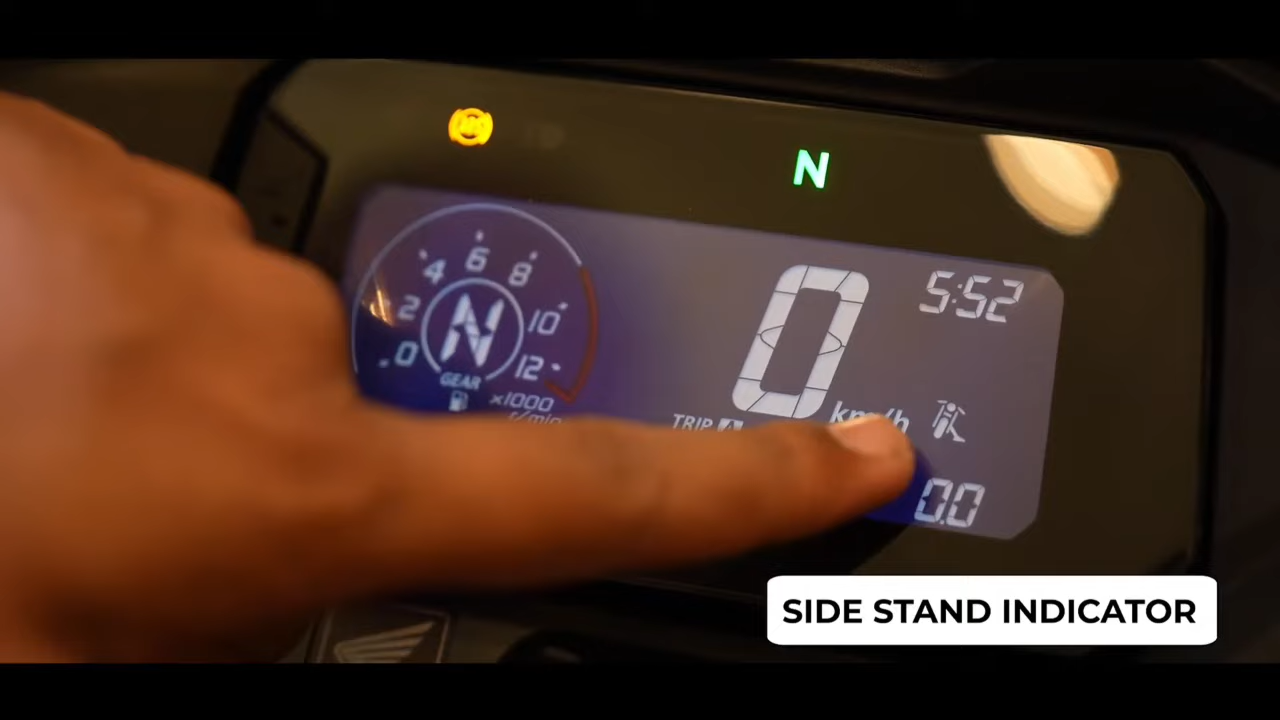 N
5:52
4 6 8
2 10
0 N 12
GEAR
x1000
r/min
0
km/h
TRIP A
0.0
SIDE STAND INDICATOR